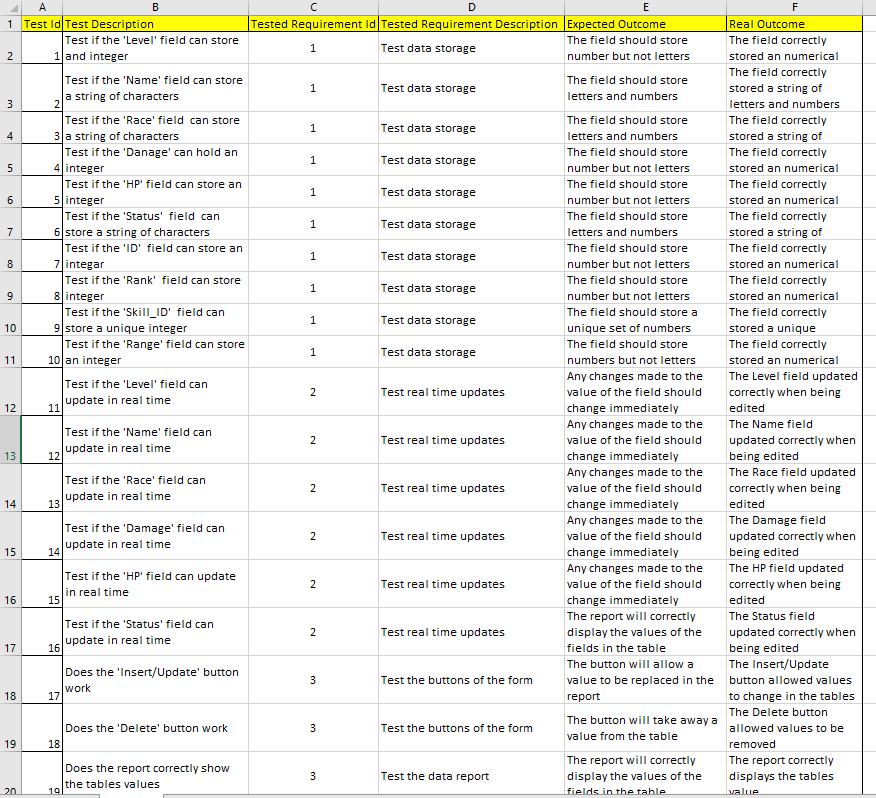 A B C D E F
1 Test Id Test Description Tested Requirement Id Tested Requirement Description Expected Outcome Real Outcome
Test if the 'Level' field can store The field should store The field correctly
2 1 and integer 1 Test data storage number but not letters stored an numerical
The field correctly
Test if the 'Name' field can store The field should store stored a string of
3 2 a string of characters 1 Test data storage letters and numbers letters and numbers
Test if the 'Race' field can store The field should store The field correctly
4 3 a string of characters 1 Test data storage letters and numbers stored a string of
Test if the 'Danage' can hold an The field should store The field correctly
5 4 integer 1 Test data storage number but not letters stored an numerical
Test if the 'HP' field can store an The field should store The field correctly
6 5 integer 1 Test data storage number but not letters stored an numerical
Test if the 'Status' field can The field should store The field correctly
7 6 store a string of characters 1 Test data storage letters and numbers stored a string of
Test if the 'ID' field can store an The field should store The field correctly
8 7 integar 1 Test data storage number but not letters stored an numerical
Test if the 'Rank' field can store The field should store The field correctly
9 8 integer 1 Test data storage number but not letters stored an numerical
Test if the 'Skill_ID' field can The field should store a The field correctly
10 9 store a unique integer 1 Test data storage unique set of numbers stored a unique
Test if the 'Range' field can store The field should store The field correctly
11 10 an integer 1 Test data storage numbers but not letters stored an numerical
Test if the 'Level' field can Any changes made to the The Level field updated
update in real time 2 Test real time updates value of the field should correctly when being
12 11 change immediately edited
Test if the 'Name' field can Any changes made to the The Name field
update in real time 2 Test real time updates value of the field should updated correctly when
13 12 change immediately being edited
Test if the 'Race' field can Any changes made to the The Race field updated
update in real time 2 Test real time updates value of the field should correctly when being
14 13 change immediately edited
Test if the 'Damage' field can Any changes made to the The Damage field
update in real time 2 Test real time updates value of the field should updated correctly when
15 14 change immediately being edited
Test if the 'HP' field can update Any changes made to the The HP field updated
in real time 2 Test real time updates value of the field should correctly when being
16 15 change immediately edited
Test if the 'Status' field can The report will correctly The Status field
update in real time 2 Test real time updates display the values of the updated correctly when
17 16 fields in the table being edited
Does the 'Insert/Update' button The button will allow a The Insert/Update
work 3 Test the buttons of the form value to be replaced in the button allowed values
18 17 report to change in the tables
The Delete button
Does the 'Delete' button work 3 Test the buttons of the form The button will take away a allowed values to be
19 18 value from the table removed
Does the report correctly show The report will correctly The report correctly
the tables values 3 Test the data report display the values of the displays the tables
20 19 fields in the table value